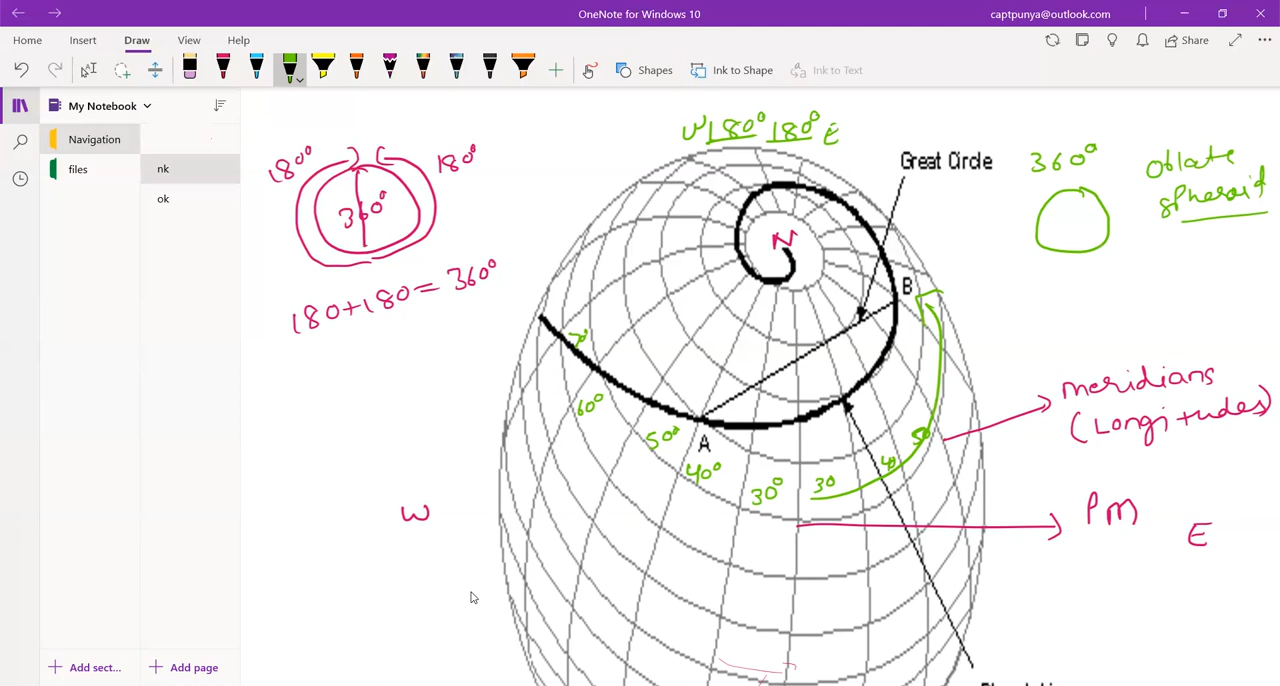 OneNote for Windows 10
captpunya@outlook.com
Home
Insert
Draw
View
Help
Share
Shapes
Ink to Shape
Ink to Text
My Notebook
Navigation
files
nk
ok
Add sect...
Add page
180°
180°
360°
180+180=360°
W180° 180°E
Great Circle
360°
Oblate
spheroid
N
B
A
70
60°
50°
40°
30°
30
40
50
meridians
(Longitudes)
PM
W
E